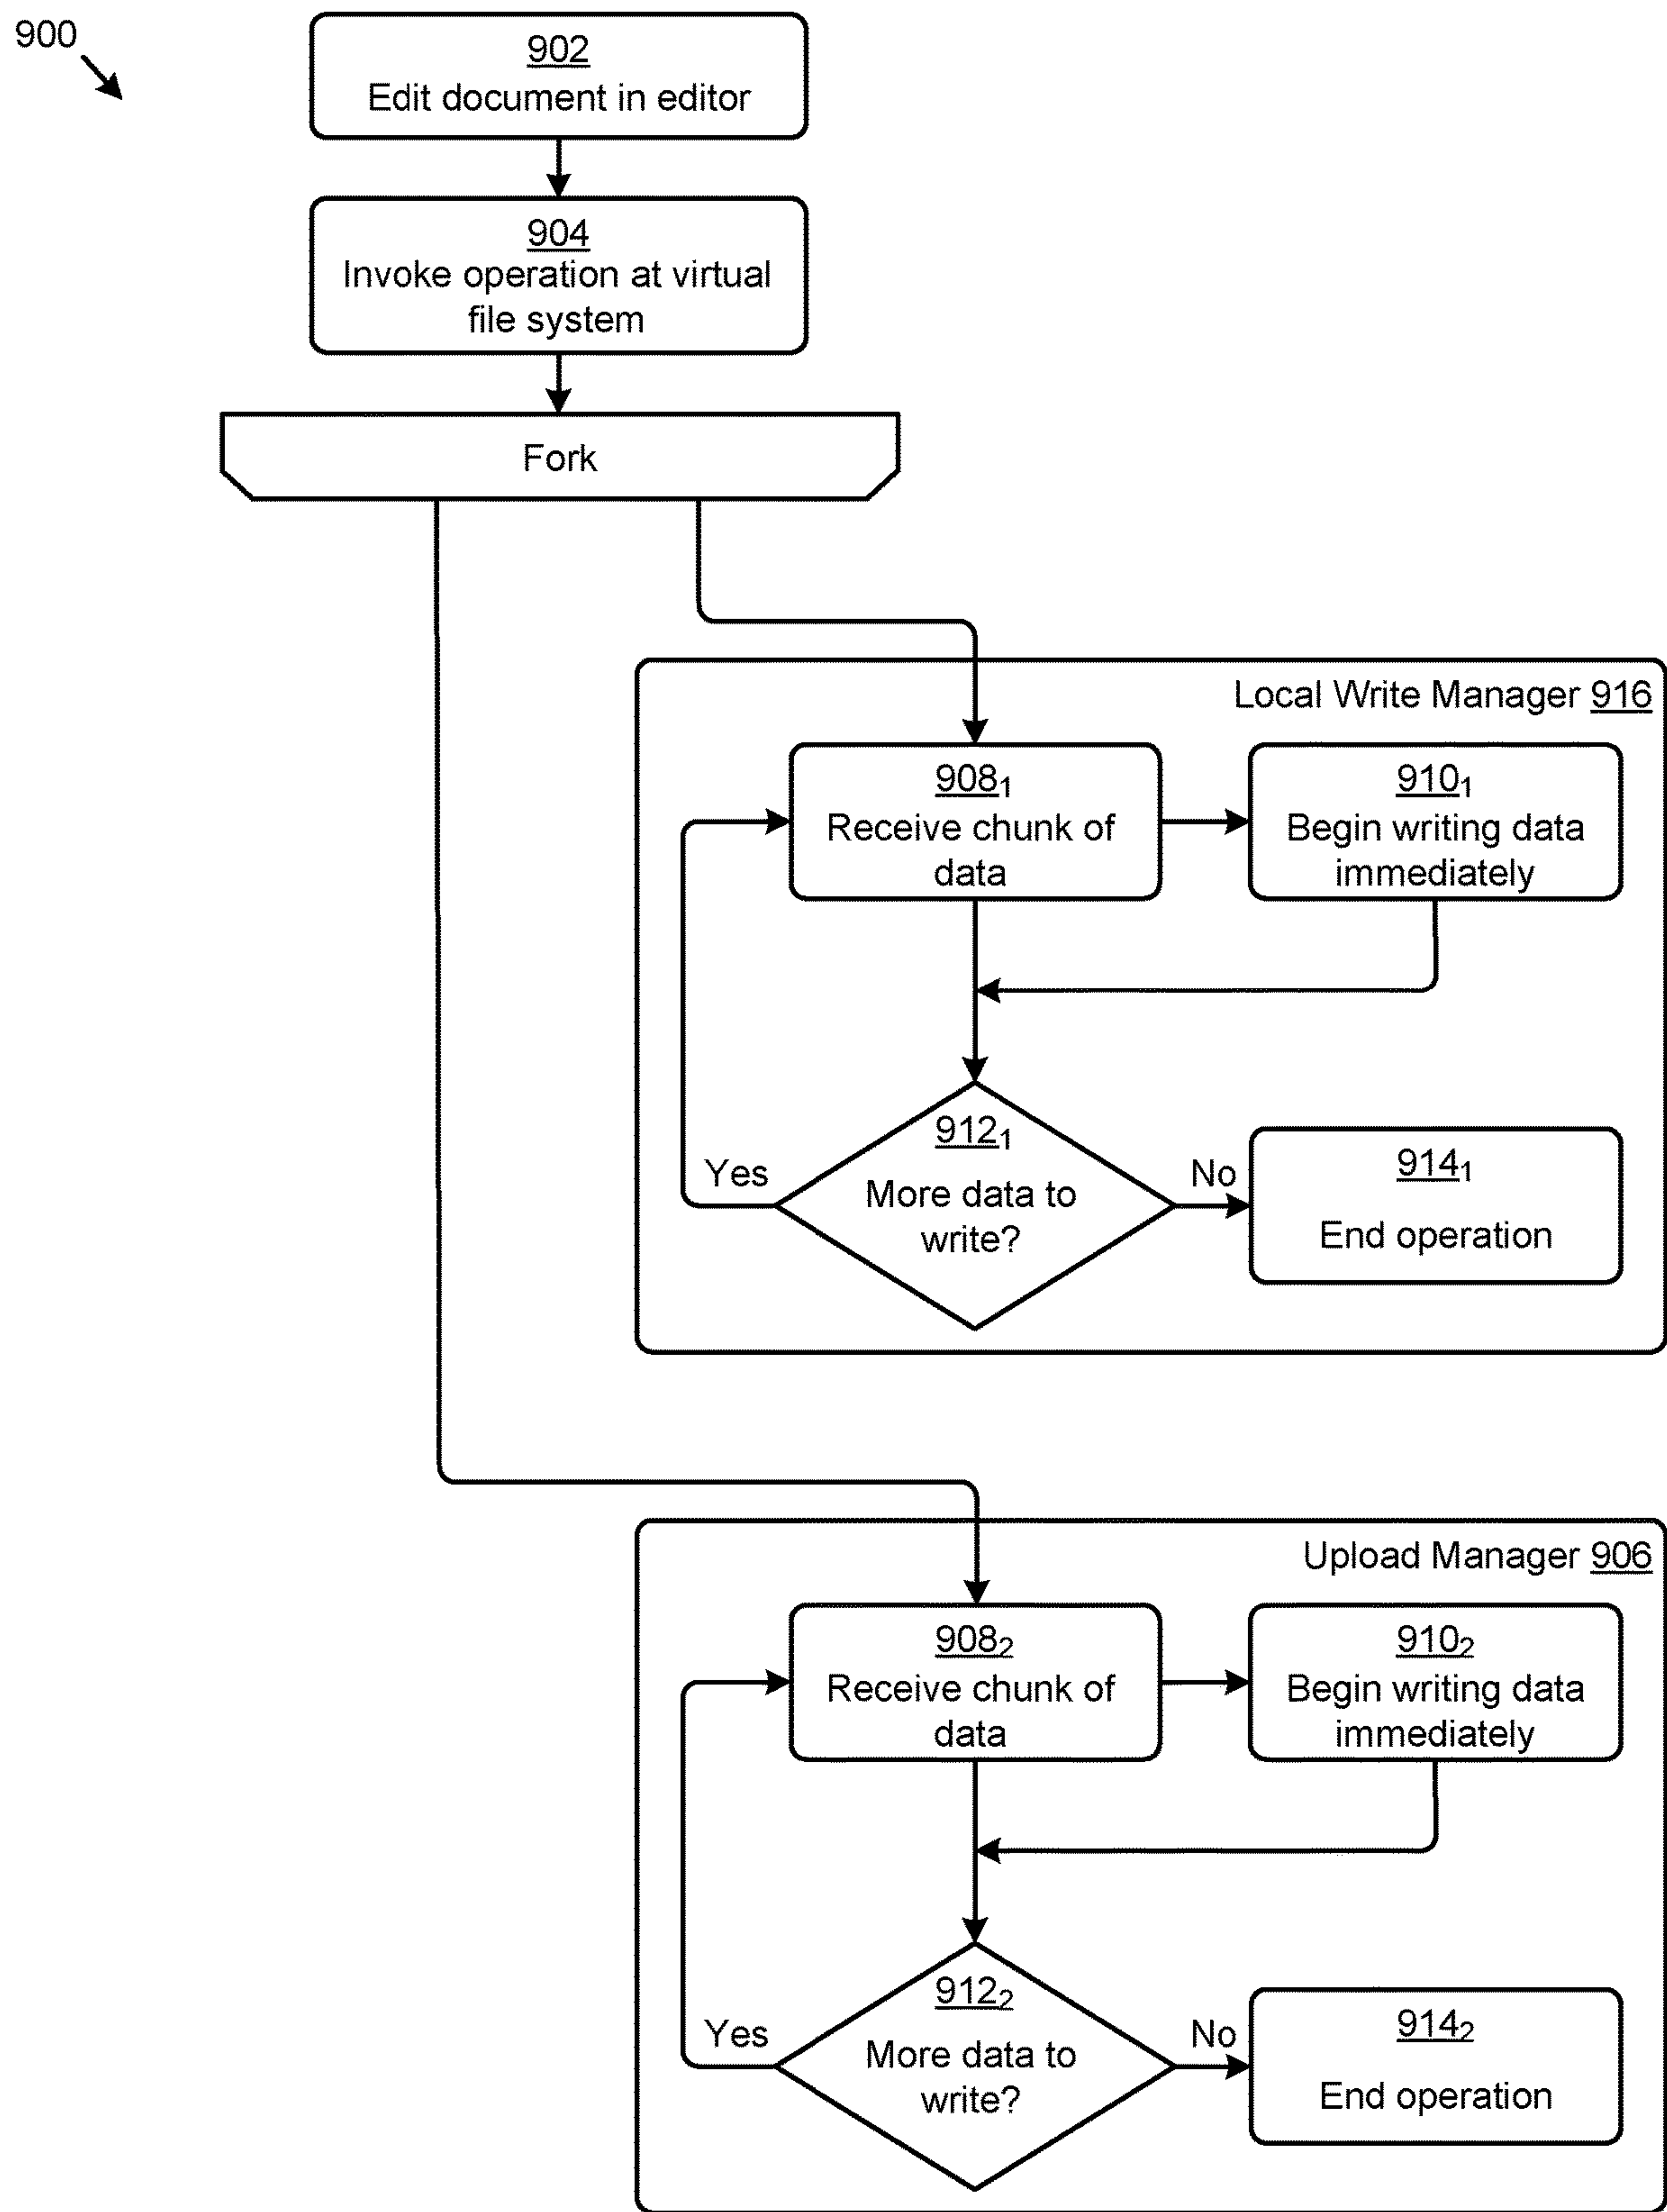 900
902
Edit document in editor
904
Invoke operation at virtual
file system
Fork
Local Write Manager 916
908₁
Receive chunk of
data
910₁
Begin writing data
immediately
912₁
More data to
write?
Yes
No
914₁
End operation
Upload Manager 906
908₂
Receive chunk of
data
910₂
Begin writing data
immediately
912₂
More data to
write?
Yes
No
914₂
End operation